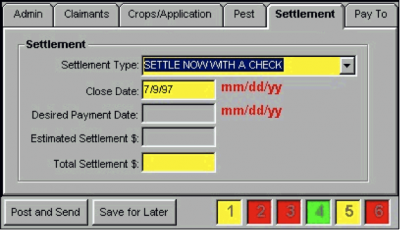 Admin Claimants Crops/Application Pest Settlement Pay To
Settlement
Settlement Type: SETTLE NOW WITH A CHECK
Close Date: 7/9/97 mm/dd/yy
Desired Payment Date: mm/dd/yy
Estimated Settlement $:
Total Settlement $:
Post and Send Save for Later 1 2 3 4 5 6